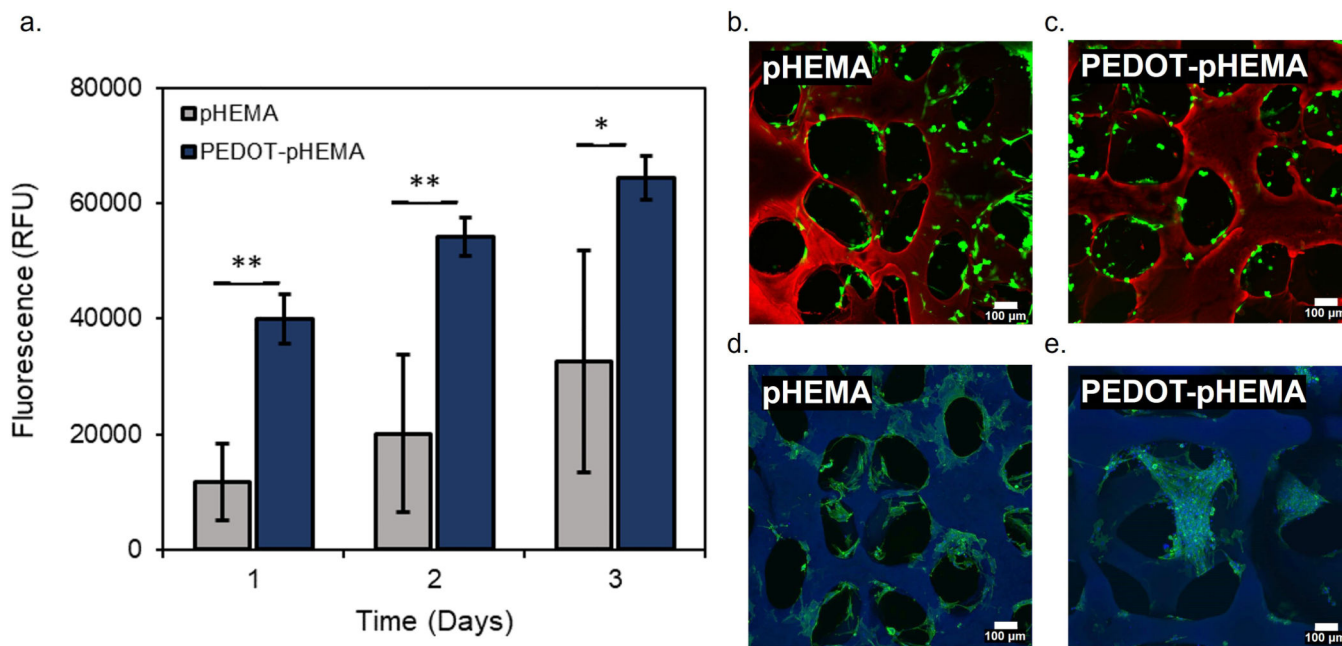 a.
80000
60000
40000
20000
0
Fluorescence (RFU)
pHEMA
PEDOT-pHEMA
**
**
*
1
2
3
Time (Days)
b.
pHEMA
100 µm
c.
PEDOT-pHEMA
100 µm
d.
pHEMA
100 µm
e.
PEDOT-pHEMA
100 µm